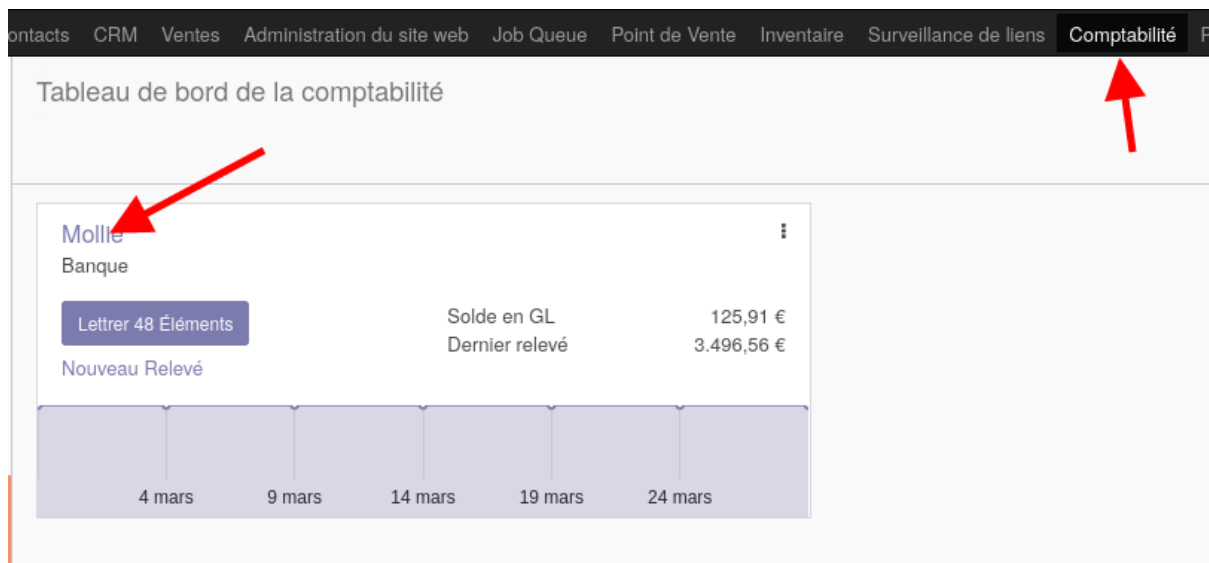 ontacts CRM Ventes Administration du site web Job Queue Point de Vente Inventaire Surveillance de liens Comptabilité P
Tableau de bord de la comptabilité
Mollie
Banque
Lettrer 48 Éléments
Nouveau Relevé
Solde en GL 125,91 €
Dernier relevé 3.496,56 €
4 mars 9 mars 14 mars 19 mars 24 mars